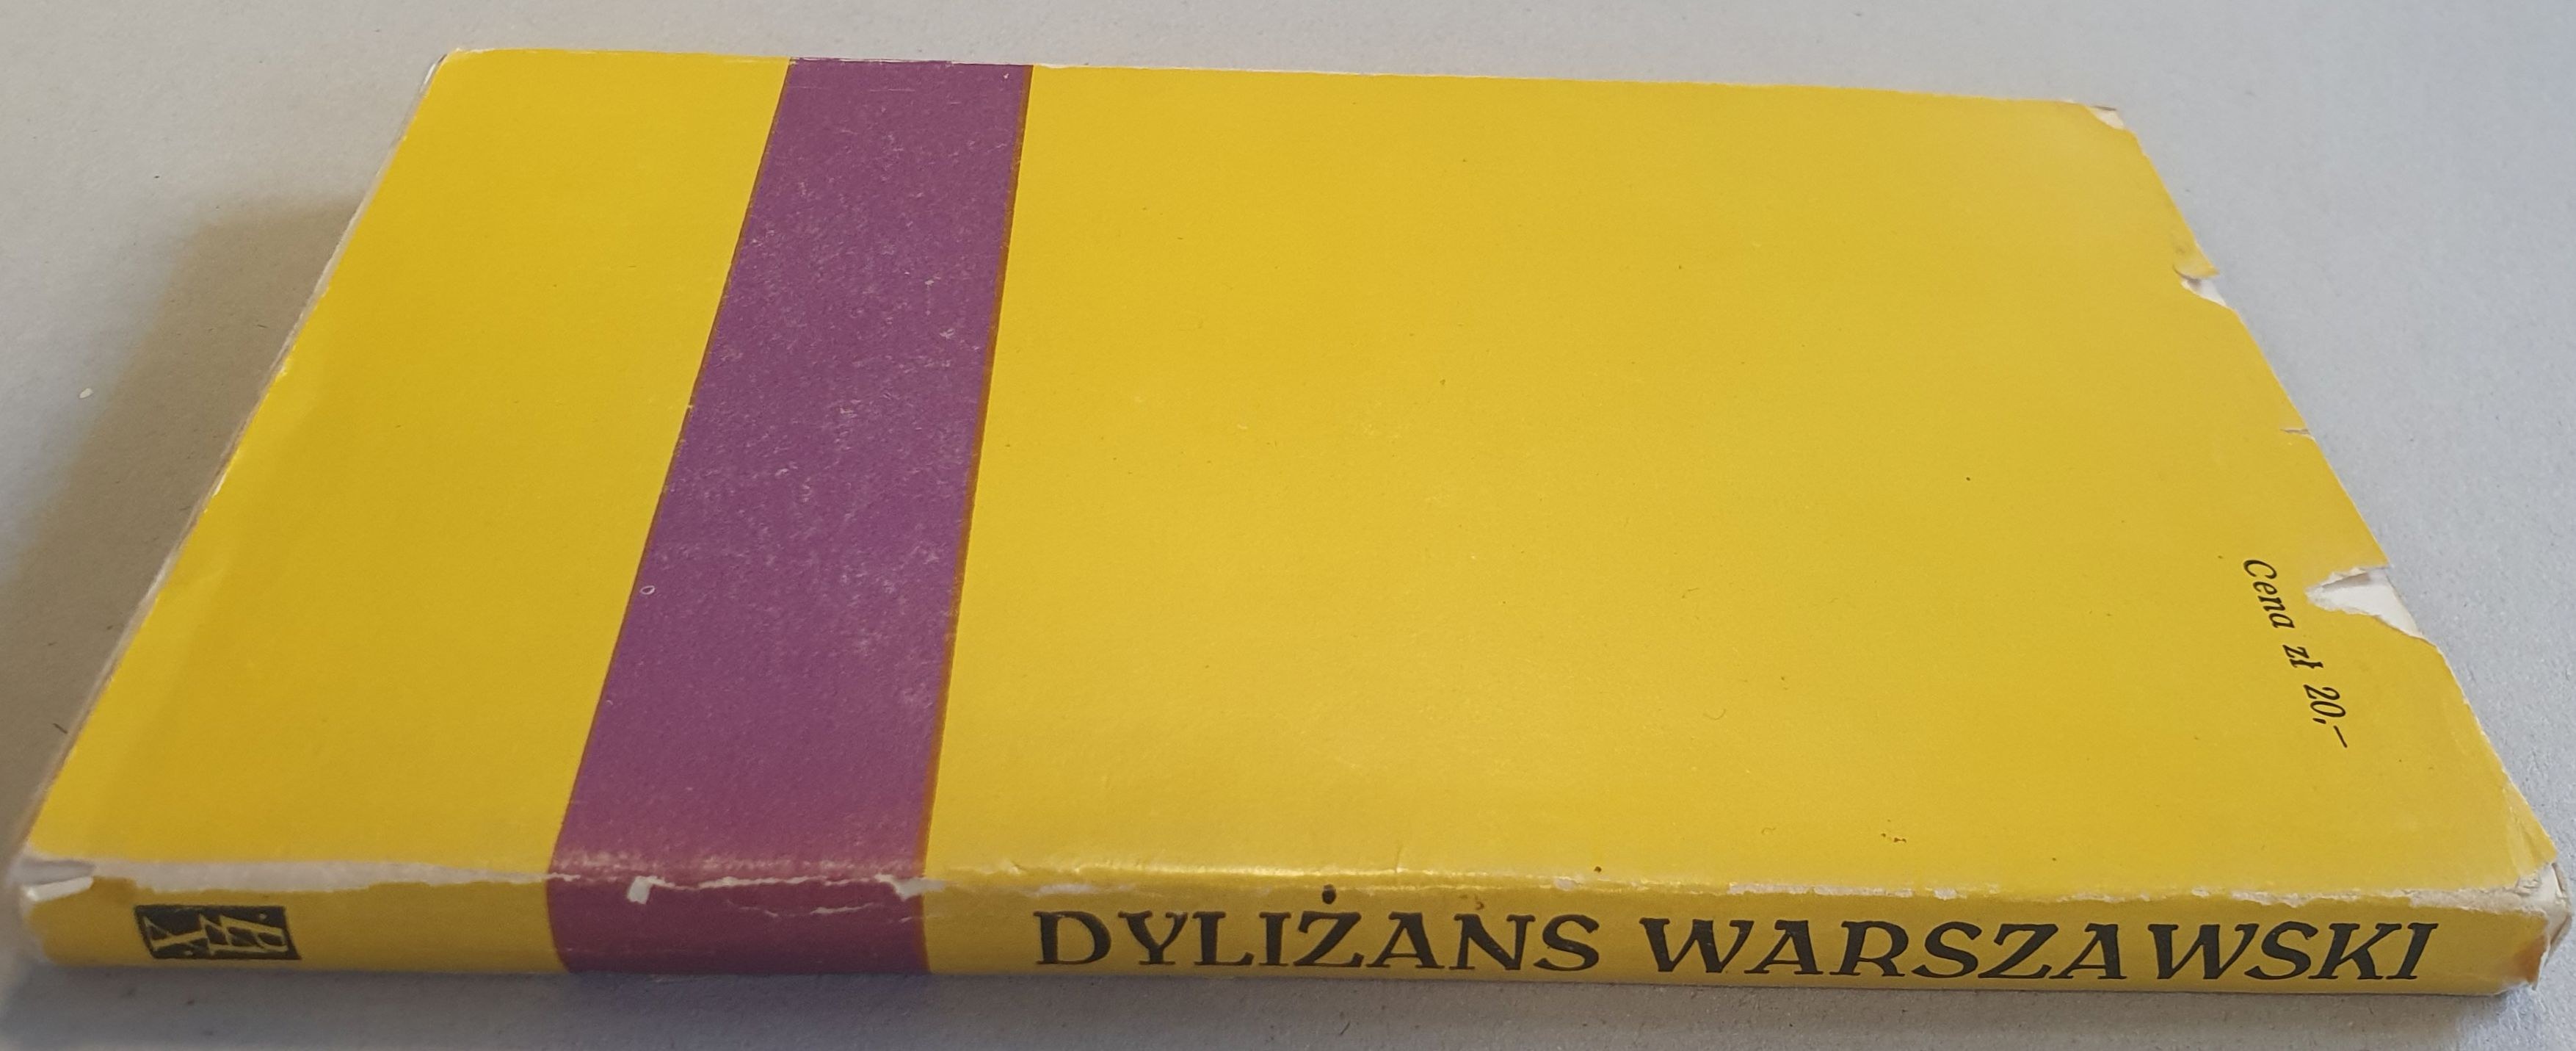 Cena zł 20,—
DYLIŻANS WARSZAWSKI